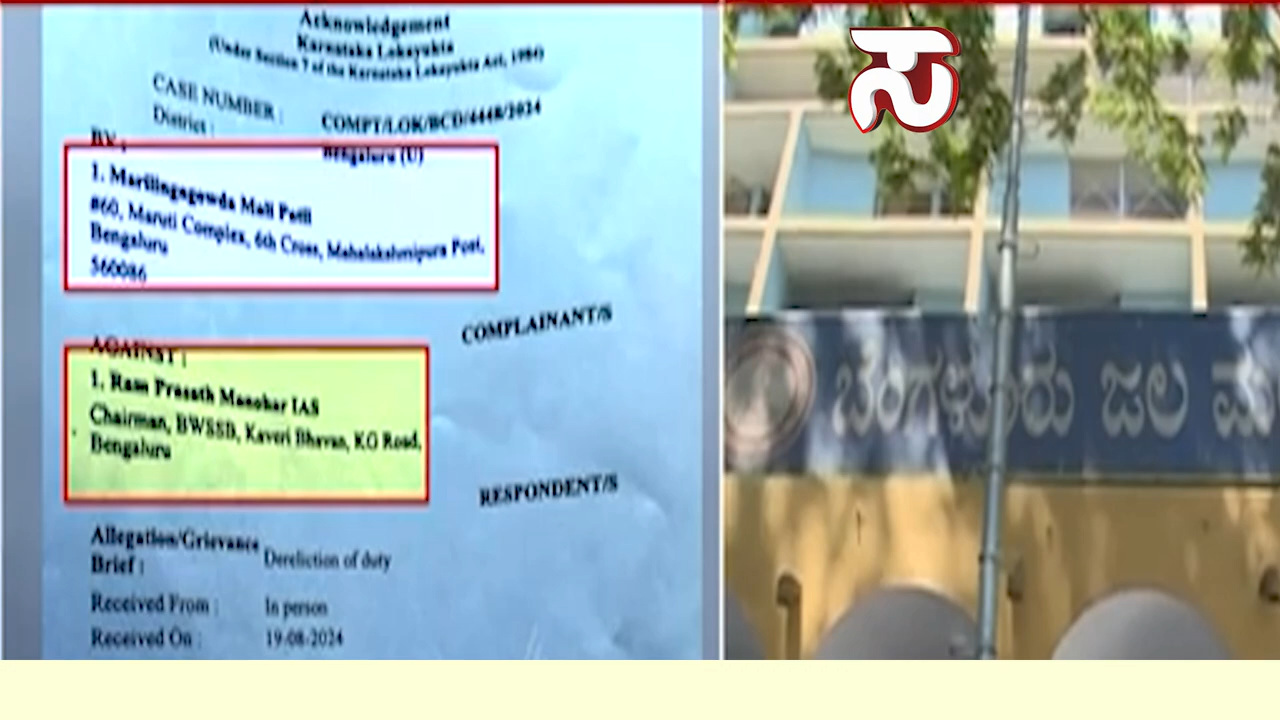 Acknowledgement
Karnataka Lokayukta
(Under Section 7 of the Karnataka Lokayukta Act, 1984)
CASE NUMBER : COMPT/LOK/BCD/4448/2024
District : Bengaluru (U)
BY :
1. Marilingagowda Mali Patil
#60, Maruti Complex, 6th Cross, Mahalakshmipura Post,
Bengaluru
560086
COMPLAINANT/S
AGAINST :
1. Ram Prasath Manohar IAS
Chairman, BWSSB, Kaveri Bhavan, KG Road,
Bengaluru
RESPONDENT/S
Allegation/Grievance
Brief : Dereliction of duty
Received From : In person
Received On : 19-08-2024
ಸ
ಬೆಂಗಳೂರು ಜಲ ಮ